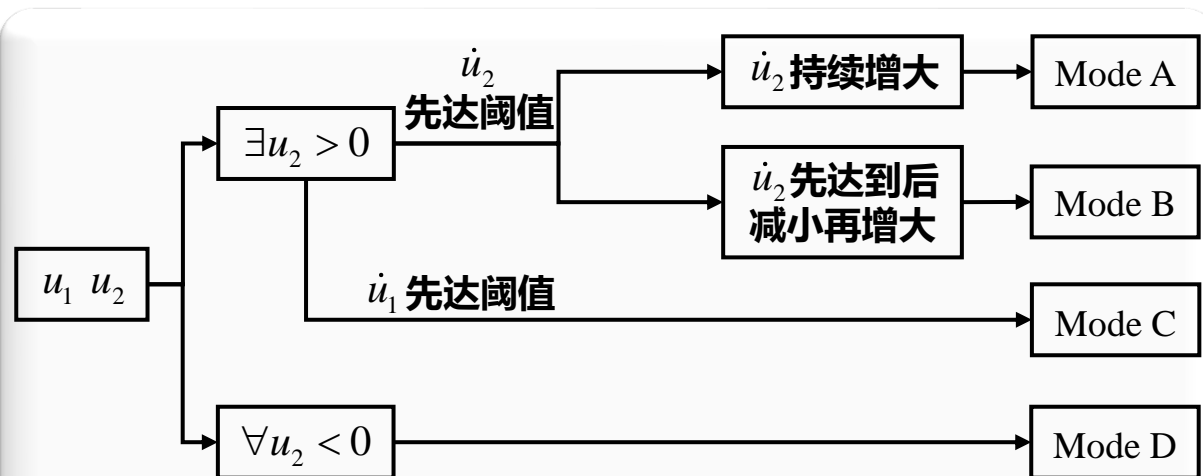 u̇₂
先达阈值
u̇₂持续增大
Mode A
∃u₂ > 0
u̇₂先达到后
减小再增大
Mode B
u₁ u₂
u̇₁先达阈值
Mode C
∀u₂ < 0
Mode D